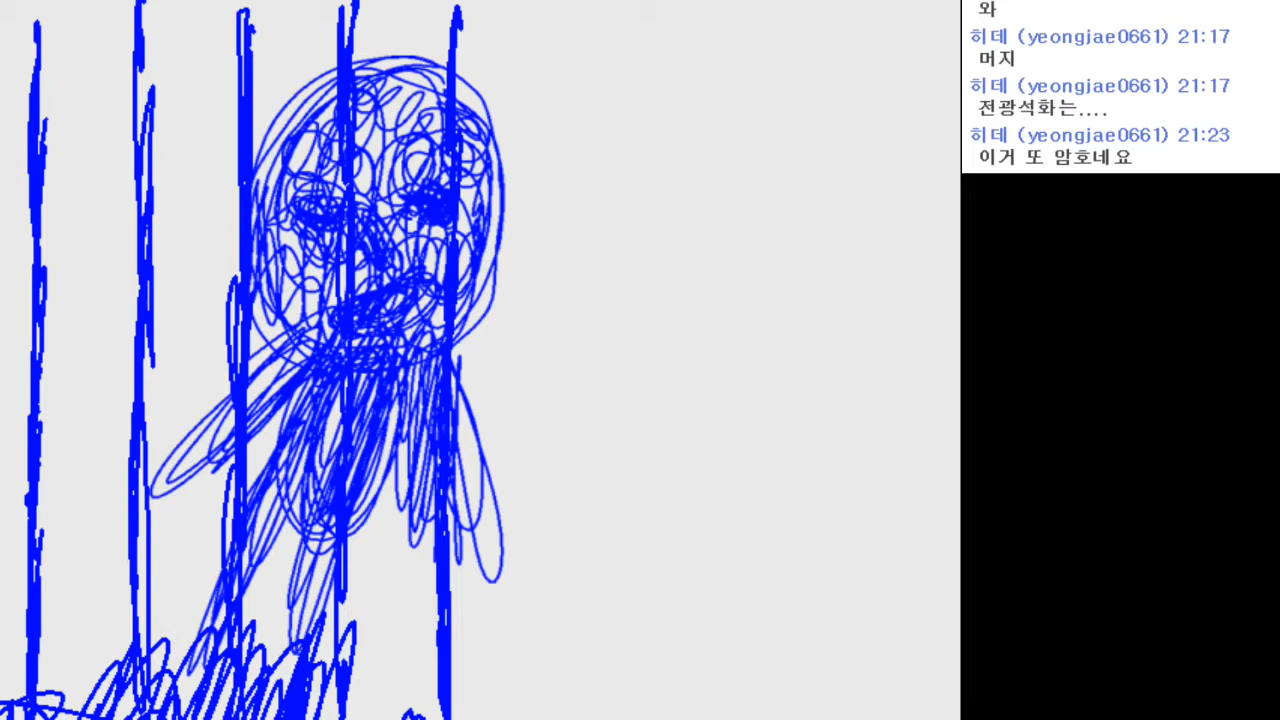 와
히데 (yeongjae0661) 21:17
머지
히데 (yeongjae0661) 21:17
전광석화는....
히데 (yeongjae0661) 21:23
이거 또 암호네요